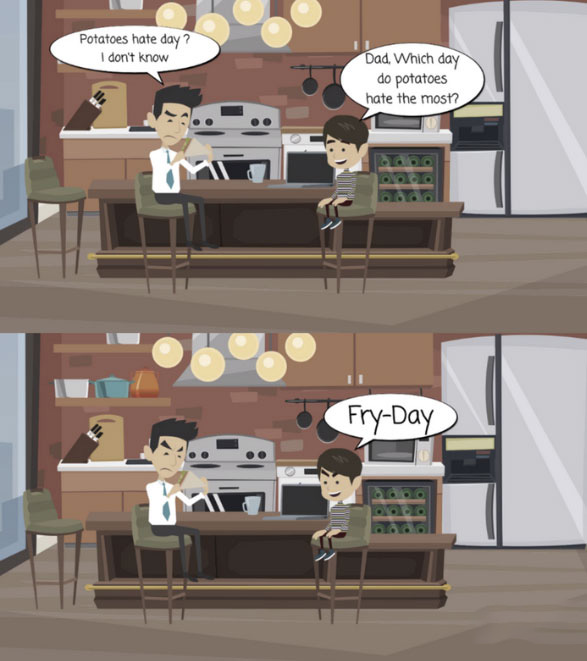 Potatoes hate day ?
I don't know
Dad, Which day
do potatoes
hate the most?
Fry-Day